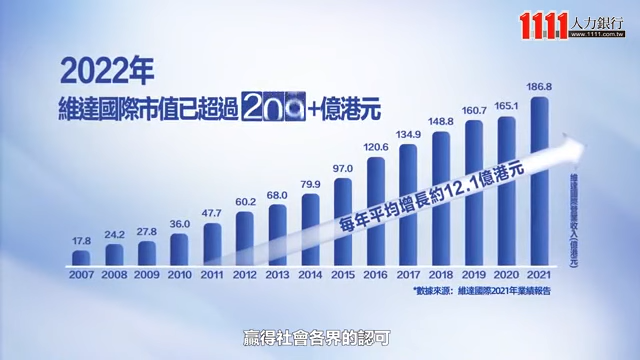 1111人力銀行
www.1111.com.tw
2022年
維達國際市值已超過200+億港元
186.8
165.1
160.7
148.8
134.9
120.6
97.0
79.9
68.0
60.2
47.7
36.0
27.8
24.2
17.8
每年平均增長約12.1億港元
維達國際營業收入(億港元)
2007 2008 2009 2010 2011 2012 2013 2014 2015 2016 2017 2018 2019 2020 2021
*數據來源：維達國際2021年業績報告
贏得社會各界的認可